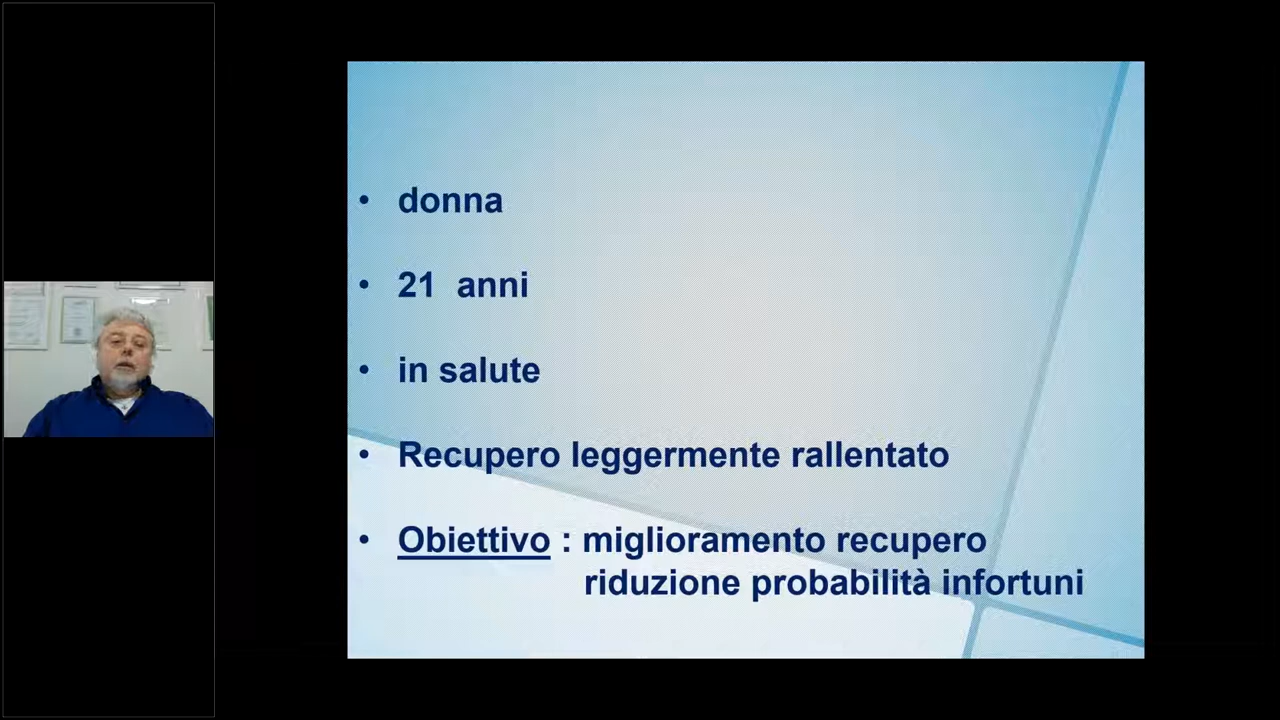 • donna
• 21 anni
• in salute
• Recupero leggermente rallentato
• Obiettivo : miglioramento recupero
riduzione probabilità infortuni